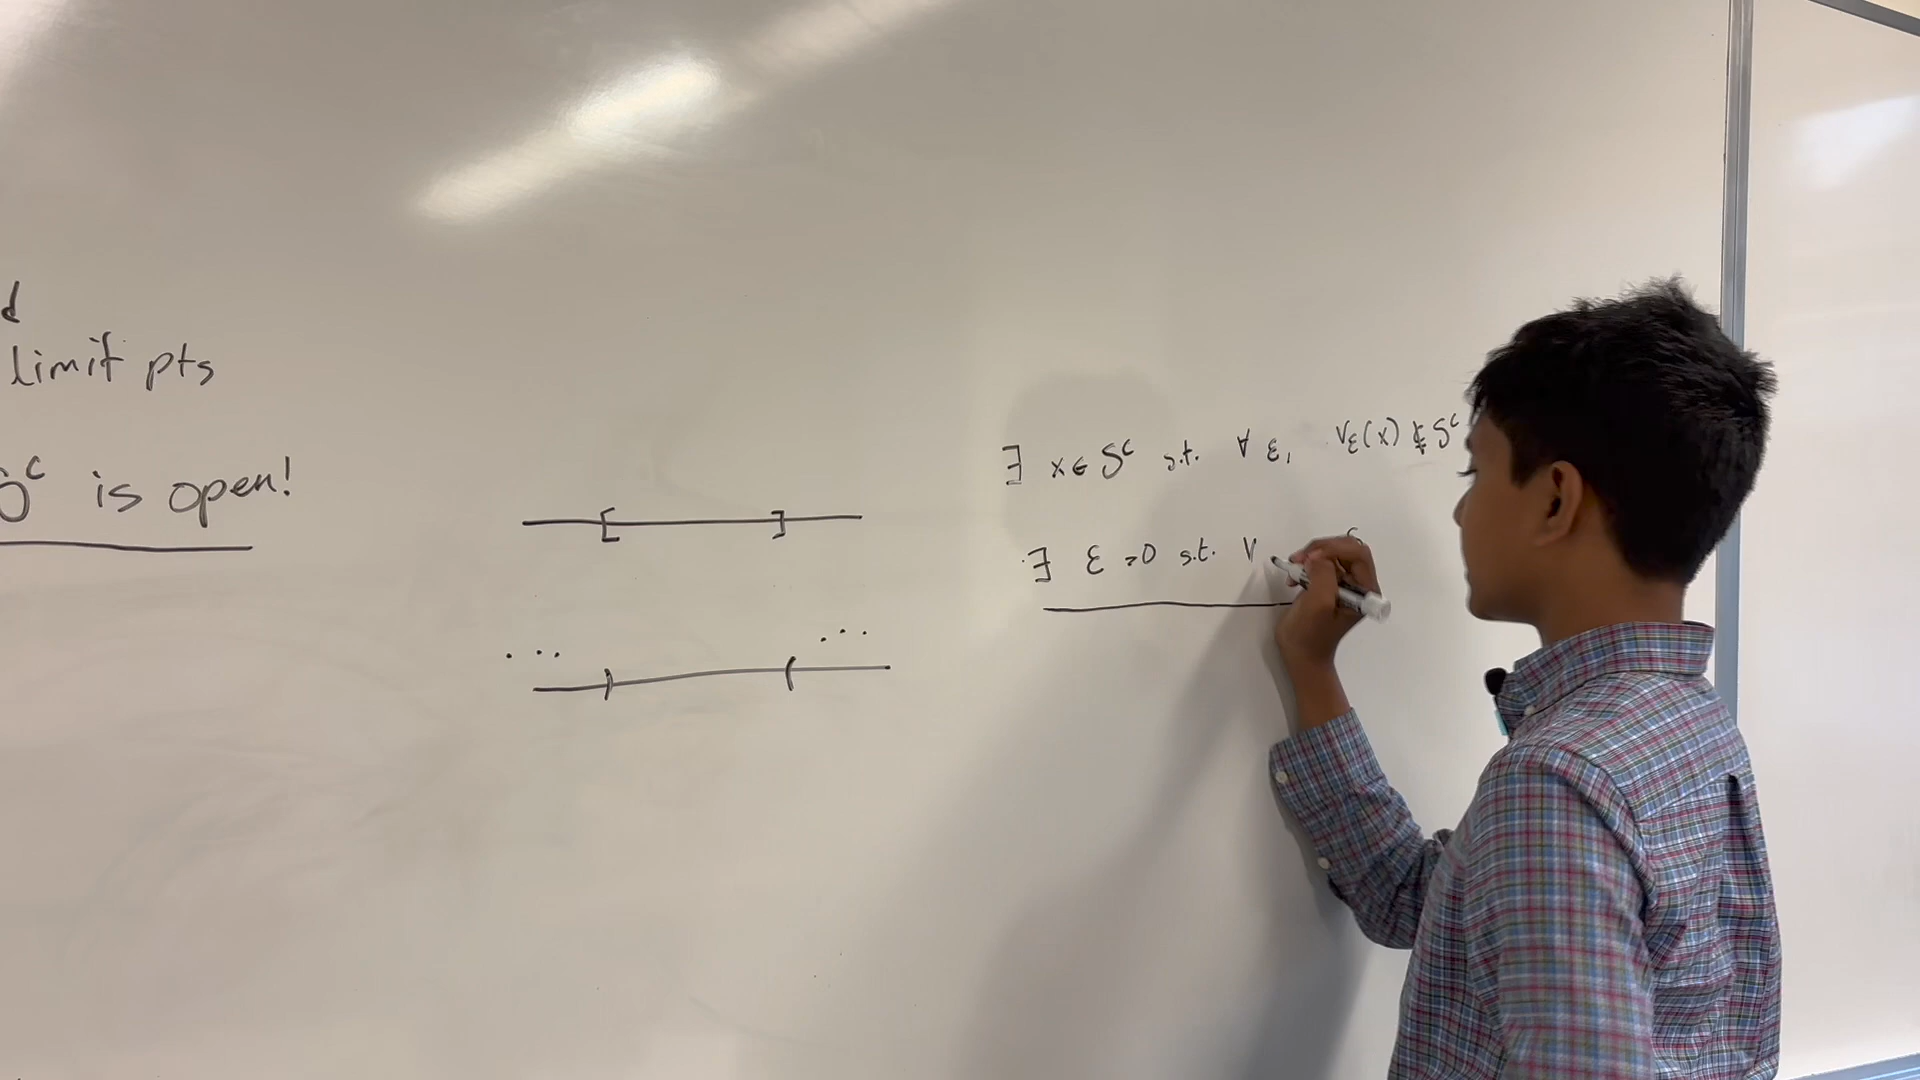 d
limit pts
S^c is open!
∃ x ∈ S^c s.t. ∀ ε, V_ε(x) ⊈ S^c
∃ ε >0 s.t. V